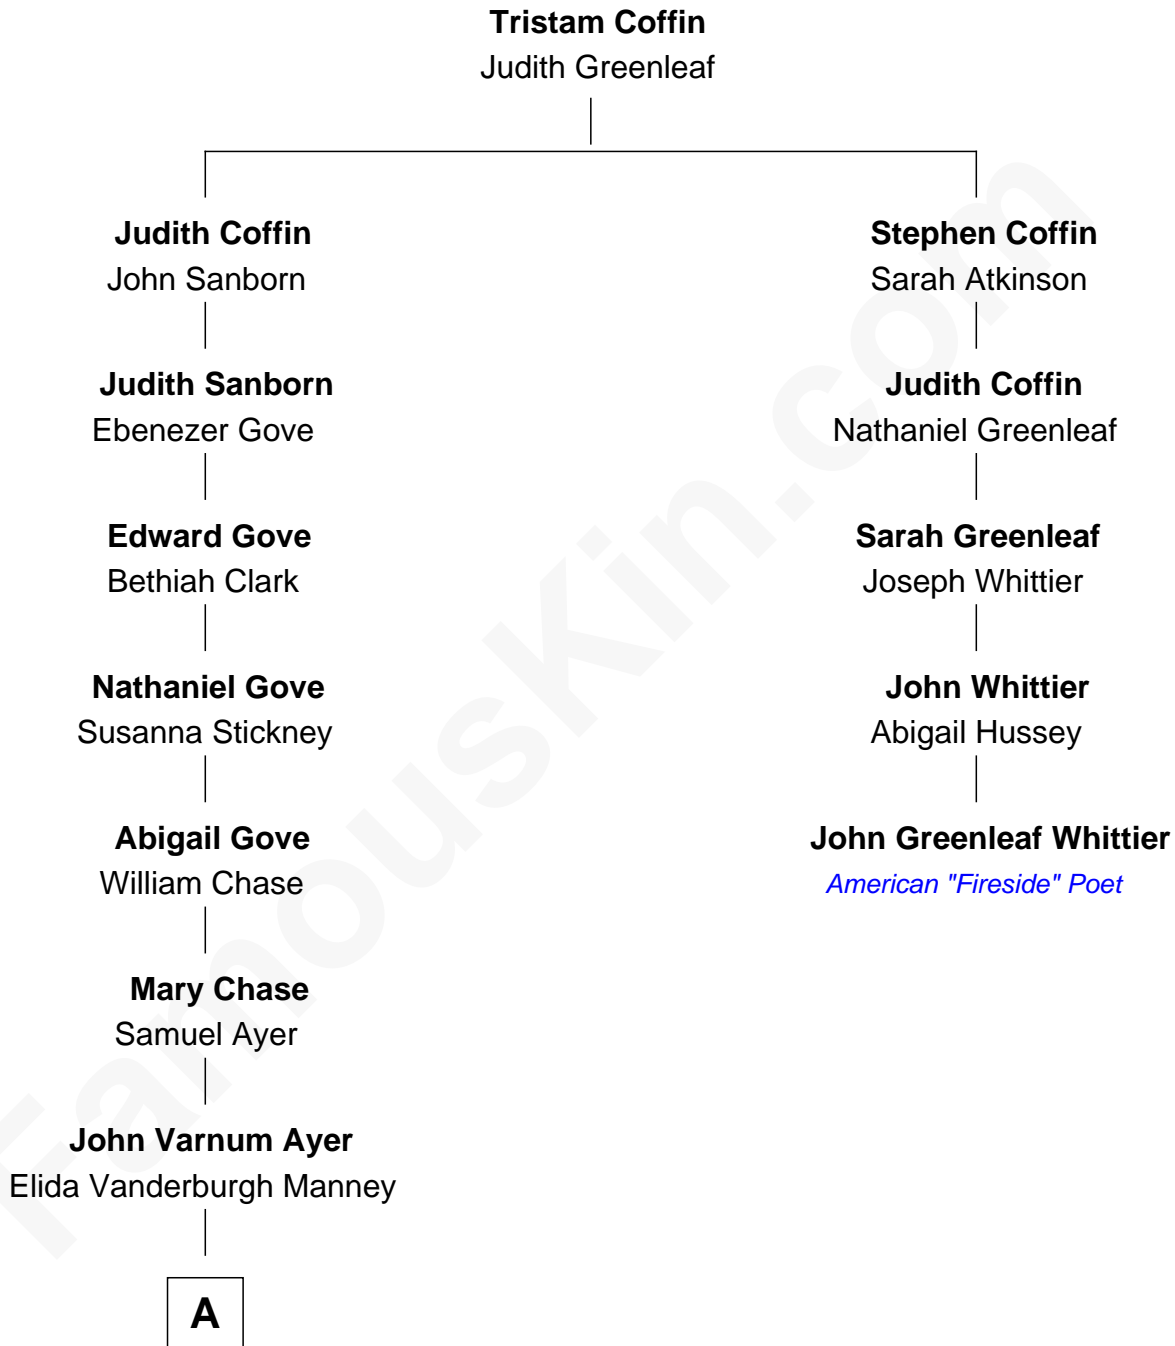 Tristam Coffin
Judith Greenleaf
Judith Coffin
John Sanborn
Judith Sanborn
Ebenezer Gove
Edward Gove
Bethiah Clark
Nathaniel Gove
Susanna Stickney
Abigail Gove
William Chase
Mary Chase
Samuel Ayer
John Varnum Ayer
Elida Vanderburgh Manney
A
Stephen Coffin
Sarah Atkinson
Judith Coffin
Nathaniel Greenleaf
Sarah Greenleaf
Joseph Whittier
John Whittier
Abigail Hussey
John Greenleaf Whittier
American "Fireside" Poet
FamousKin.com